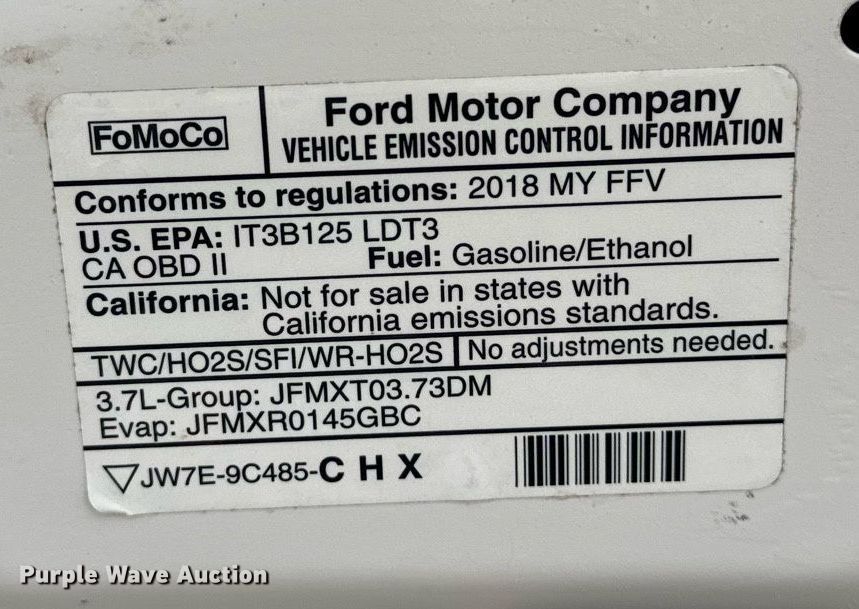 FoMoCo
Ford Motor Company
VEHICLE EMISSION CONTROL INFORMATION
Conforms to regulations: 2018 MY FFV
U.S. EPA: IT3B125 LDT3
CA OBD II Fuel: Gasoline/Ethanol
California: Not for sale in states with
California emissions standards.
TWC/HO2S/SFI/WR-HO2S No adjustments needed.
3.7L-Group: JFMXT03.73DM
Evap: JFMXR0145GBC
JW7E-9C485-C H X
Purple Wave Auction